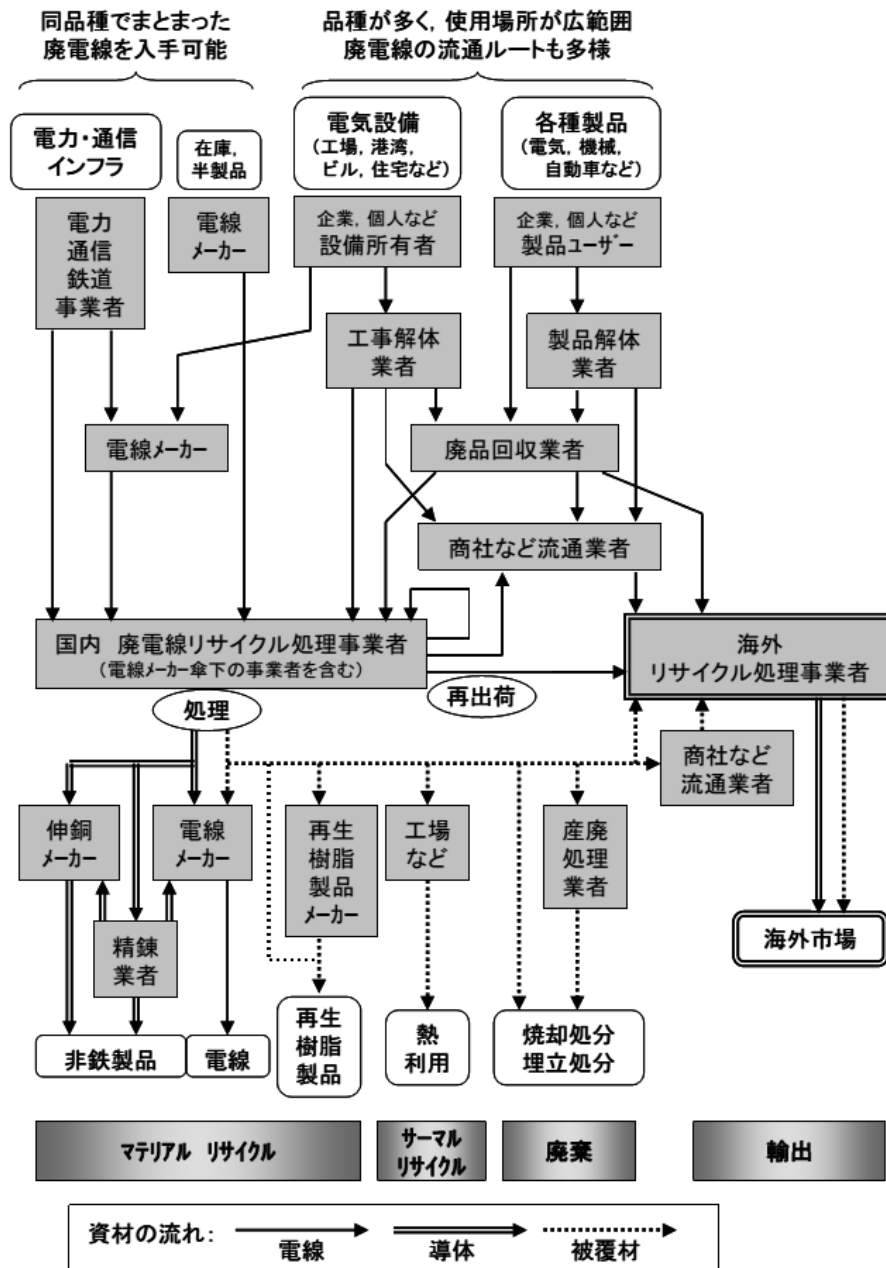 同品種でまとまった
廃電線を入手可能
品種が多く, 使用場所が広範囲
廃電線の流通ルートも多様
電力・通信
インフラ
在庫,
半製品
電気設備
(工場, 港湾,
ビル, 住宅など)
各種製品
(電気, 機械,
自動車など)
電力
通信
鉄道
事業者
電線
メーカー
企業, 個人など
設備所有者
企業, 個人など
製品ユーザー
工事解体
業者
製品解体
業者
電線メーカー
廃品回収業者
商社など流通業者
国内 廃電線リサイクル処理事業者
(電線メーカー傘下の事業者を含む)
海外
リサイクル処理事業者
処理
再出荷
商社など
流通業者
伸銅
メーカー
電線
メーカー
再生
樹脂
製品
メーカー
工場
など
産廃
処理
業者
精錬
業者
海外市場
非鉄製品
電線
再生
樹脂
製品
熱
利用
焼却処分
埋立処分
マテリアル リサイクル
サーマル
リサイクル
廃棄
輸出
資材の流れ:
電線
導体
被覆材